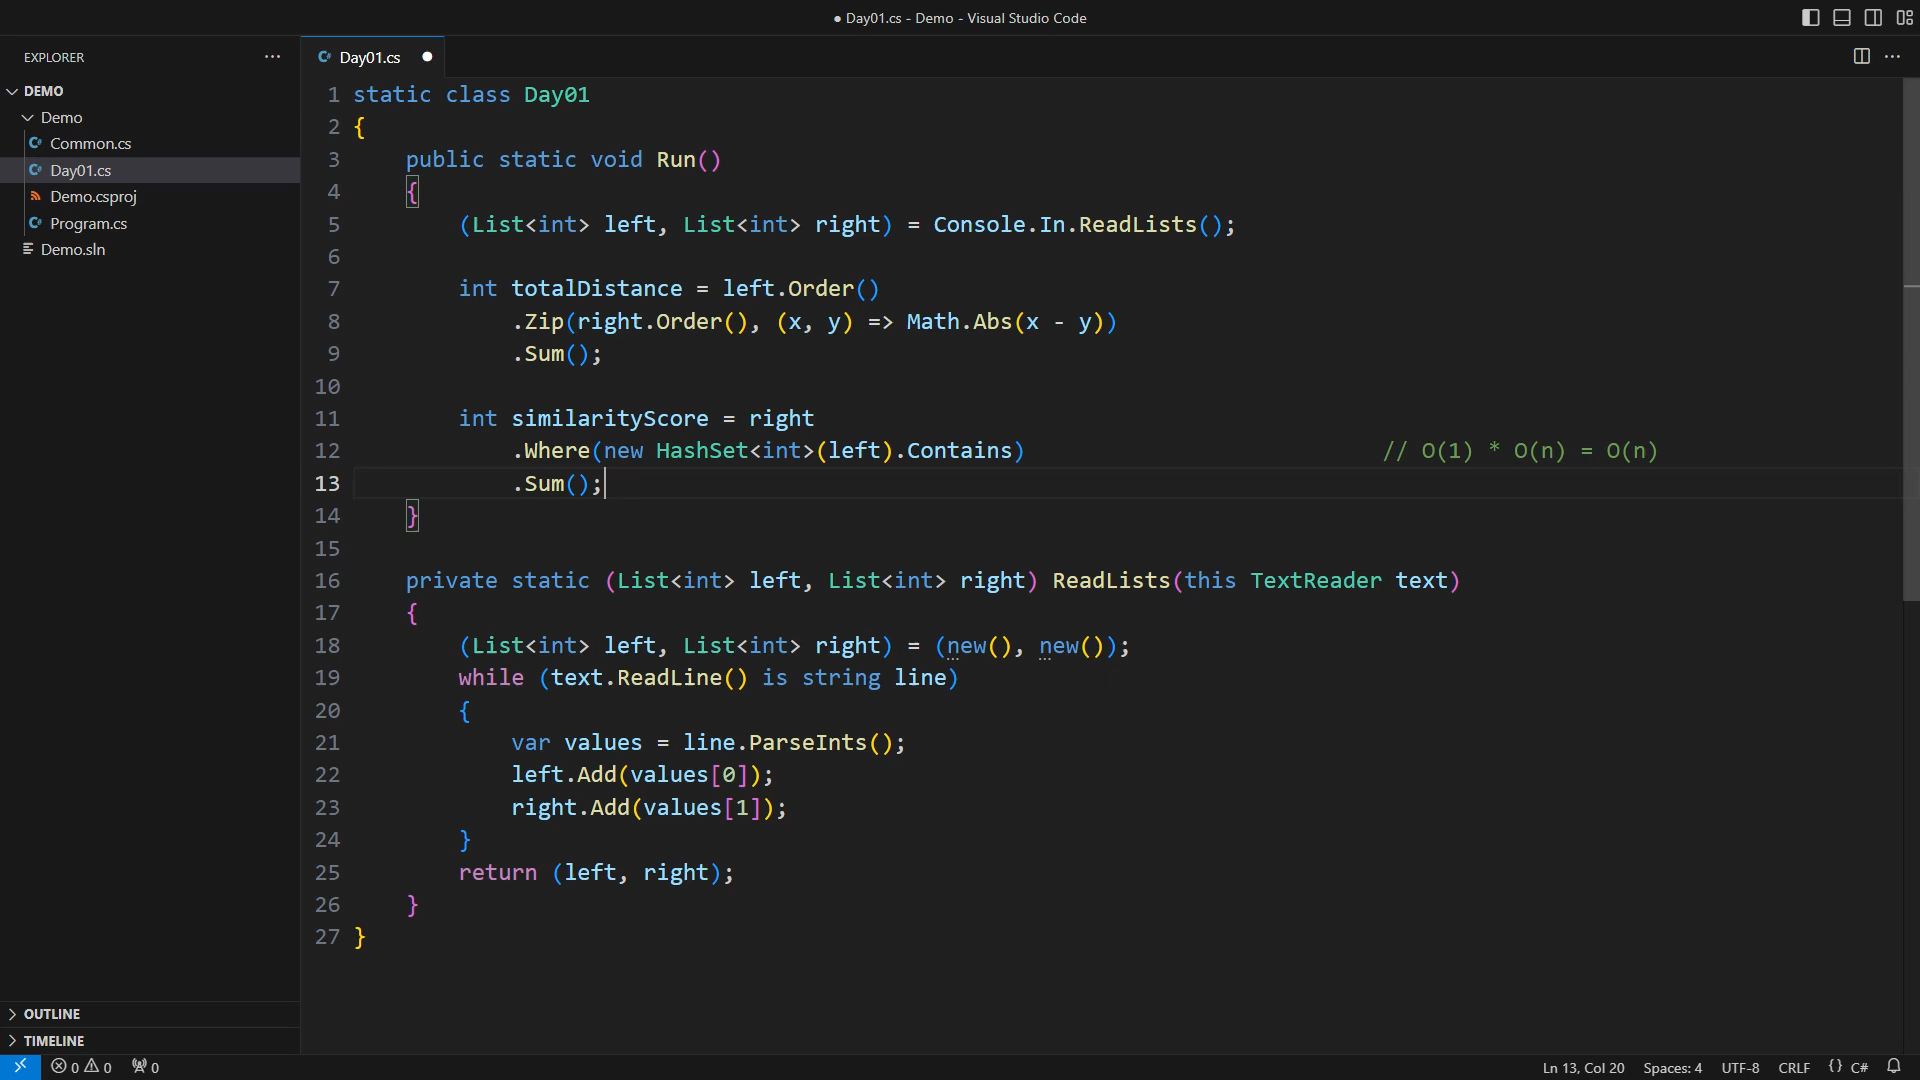 ● Day01.cs - Demo - Visual Studio Code
EXPLORER
DEMO
Demo
Common.cs
Day01.cs
Demo.csproj
Program.cs
Demo.sln
OUTLINE
TIMELINE
Day01.cs
1 static class Day01
2 {
3 public static void Run()
4 {
5 (List<int> left, List<int> right) = Console.In.ReadLists();
6
7 int totalDistance = left.Order()
8 .Zip(right.Order(), (x, y) => Math.Abs(x - y))
9 .Sum();
10
11 int similarityScore = right
12 .Where(new HashSet<int>(left).Contains) // O(1) * O(n) = O(n)
13 .Sum();
14 }
15
16 private static (List<int> left, List<int> right) ReadLists(this TextReader text)
17 {
18 (List<int> left, List<int> right) = (new(), new());
19 while (text.ReadLine() is string line)
20 {
21 var values = line.ParseInts();
22 left.Add(values[0]);
23 right.Add(values[1]);
24 }
25 return (left, right);
26 }
27 }
0 0 0 Ln 13, Col 20 Spaces: 4 UTF-8 CRLF {} C#